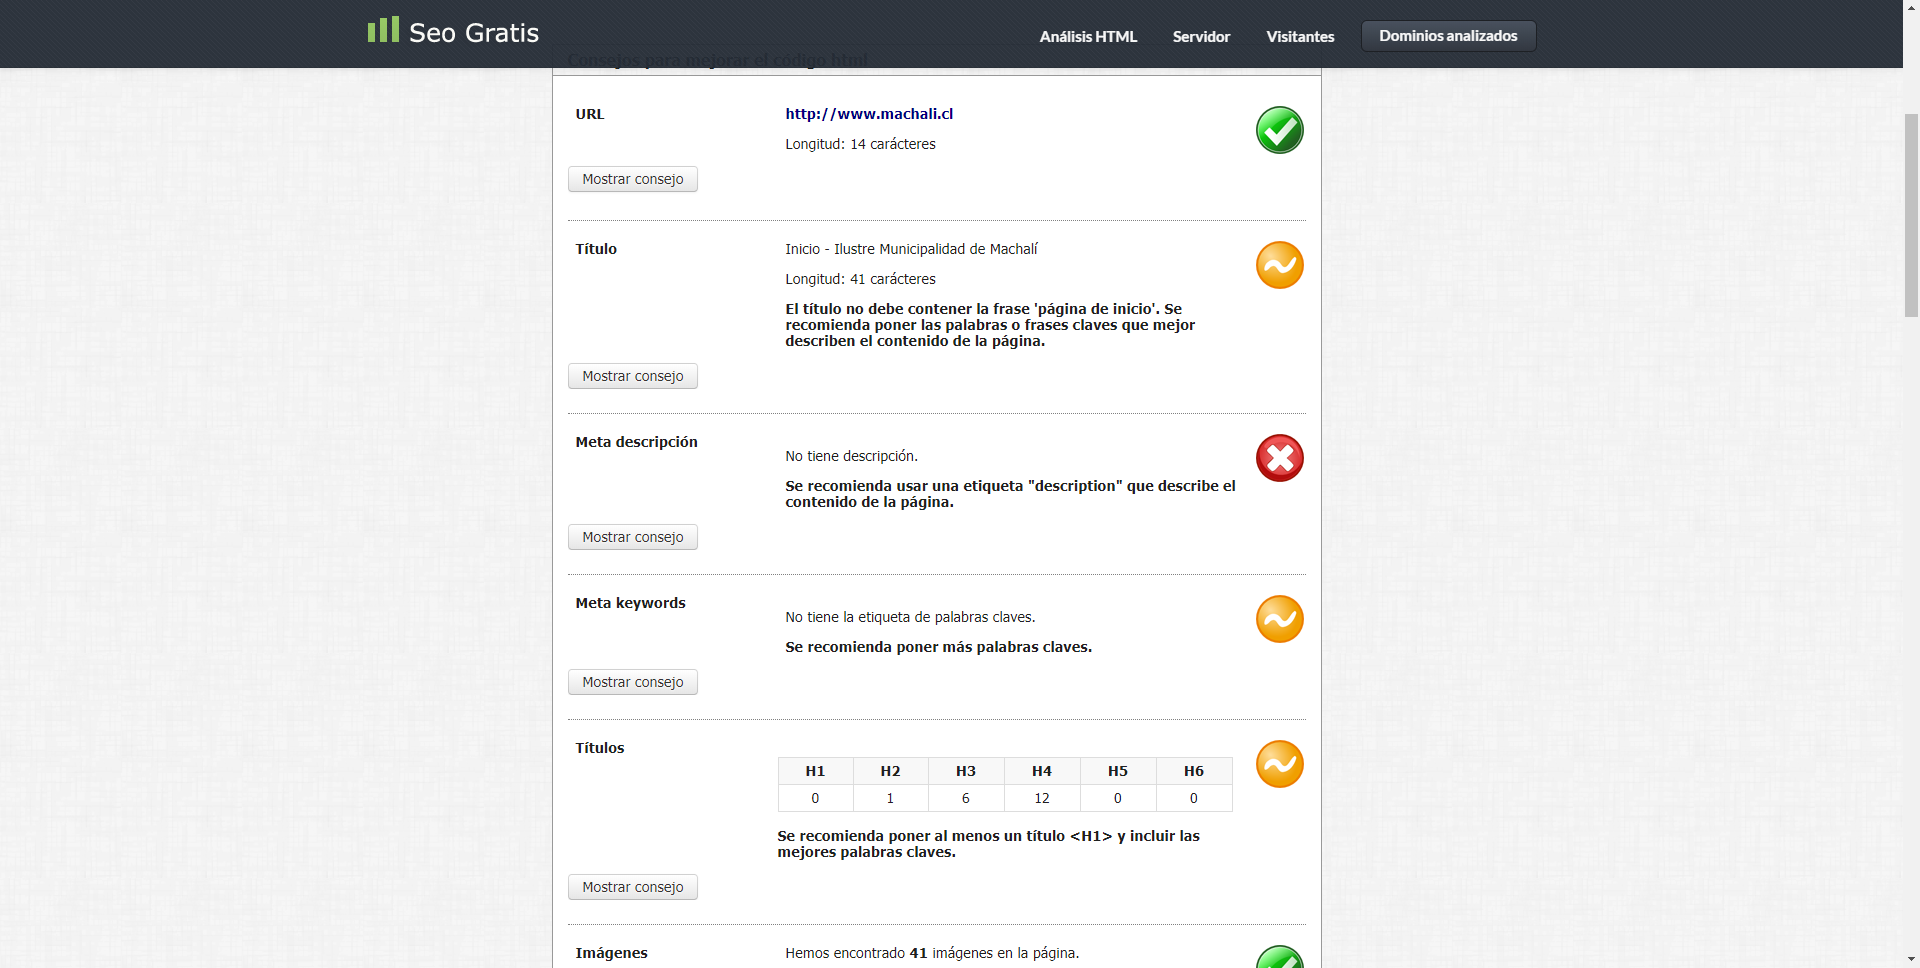 Seo Gratis
Análisis HTML
Servidor
Visitantes
Dominios analizados
Consejos para mejorar el código html
URL
http://www.machali.cl
Longitud: 14 carácteres
Mostrar consejo
Título
Inicio - Ilustre Municipalidad de Machalí
Longitud: 41 carácteres
El título no debe contener la frase 'página de inicio'. Se
recomienda poner las palabras o frases claves que mejor
describen el contenido de la página.
Mostrar consejo
Meta descripción
No tiene descripción.
Se recomienda usar una etiqueta "description" que describe el
contenido de la página.
Mostrar consejo
Meta keywords
No tiene la etiqueta de palabras claves.
Se recomienda poner más palabras claves.
Mostrar consejo
Títulos
H1 H2 H3 H4 H5 H6
0 1 6 12 0 0
Se recomienda poner al menos un título <H1> y incluir las
mejores palabras claves.
Mostrar consejo
Imágenes
Hemos encontrado 41 imágenes en la página.